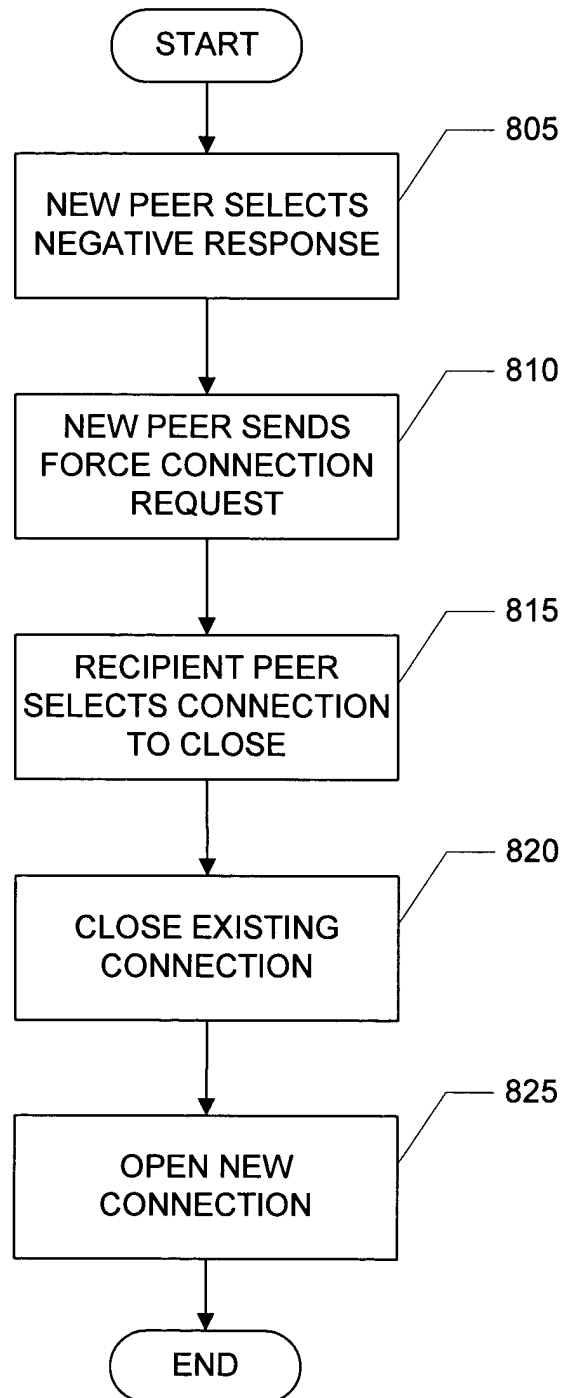 START
805
NEW PEER SELECTS
NEGATIVE RESPONSE
810
NEW PEER SENDS
FORCE CONNECTION
REQUEST
815
RECIPIENT PEER
SELECTS CONNECTION
TO CLOSE
820
CLOSE EXISTING
CONNECTION
825
OPEN NEW
CONNECTION
END